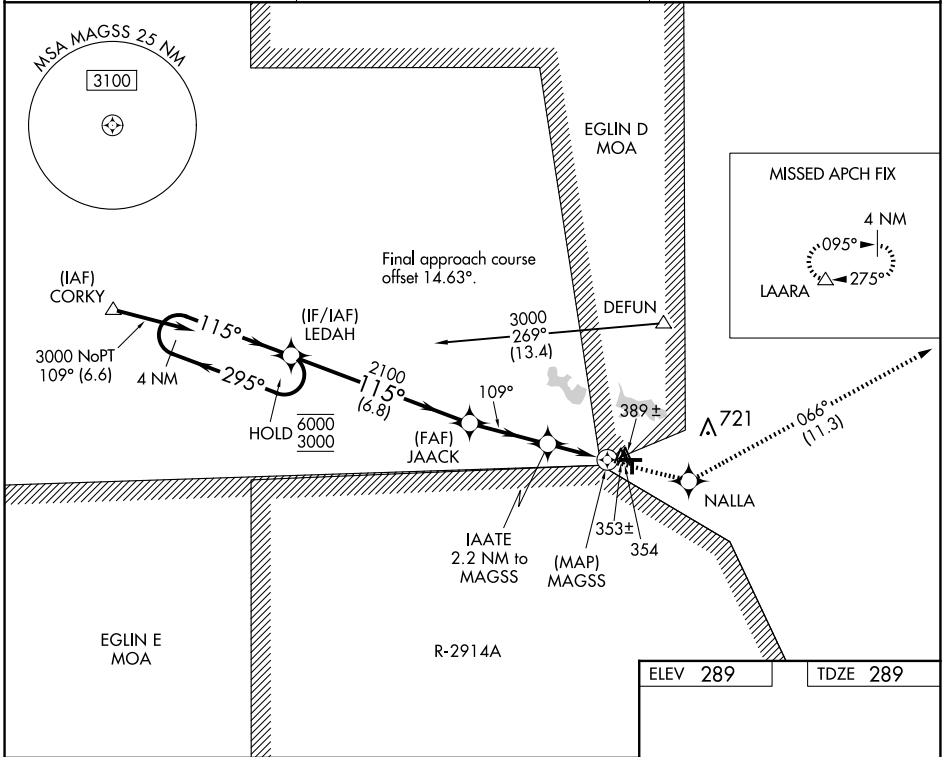 MSA MAGSS 25 NM
3100
EGLIN D
MOA
MISSED APCH FIX
4 NM
095°
275°
LAARA
Final approach course
offset 14.63°.
(IAF)
CORKY
(IF/IAF)
LEDAH
DEFUN
3000
269°
(13.4)
115°
3000 NoPT
109° (6.6)
4 NM
295°
2100
115°
(6.8)
109°
HOLD
6000
3000
(FAF)
JAACK
389 ±
721
066°
(11.3)
NALLA
IAATE
2.2 NM to
MAGSS
353±
354
(MAP)
MAGSS
EGLIN E
MOA
R-2914A
ELEV 289
TDZE 289